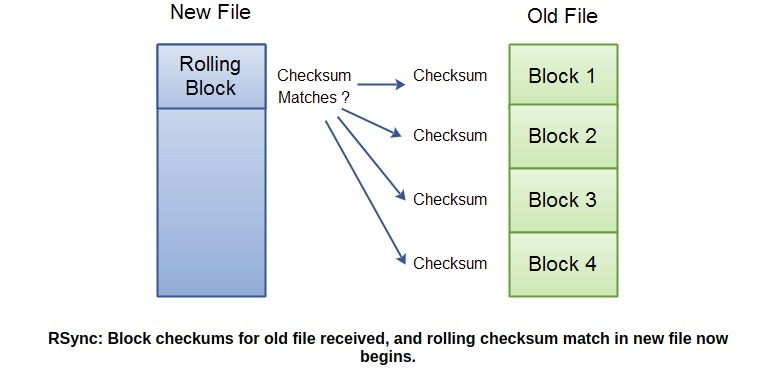 New File
Old File
Rolling
Block
Checksum
Matches ?
Checksum
Block 1
Checksum
Block 2
Checksum
Block 3
Checksum
Block 4
RSync: Block checkums for old file received, and rolling checksum match in new file now
begins.